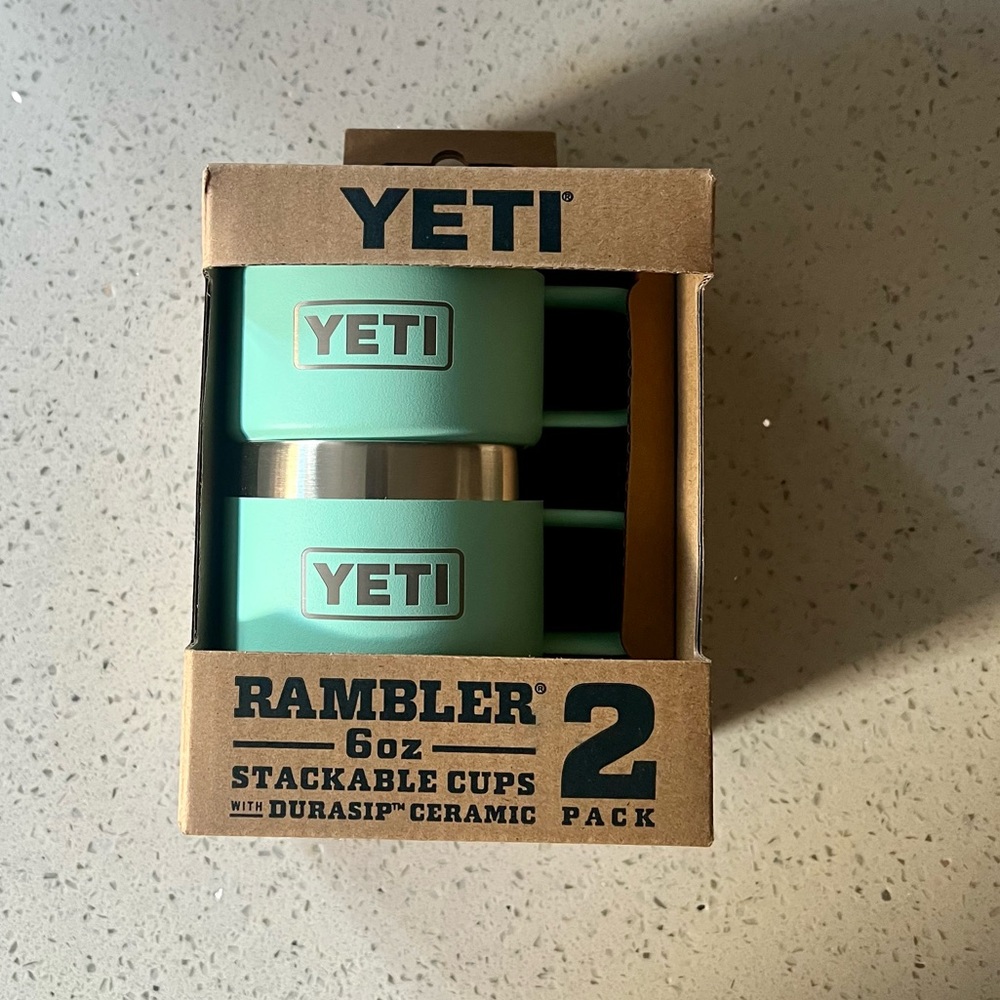 YETI®
YETI
YETI
RAMBLER®
6oz
STACKABLE CUPS
WITH DURASIP™ CERAMIC
2
PACK